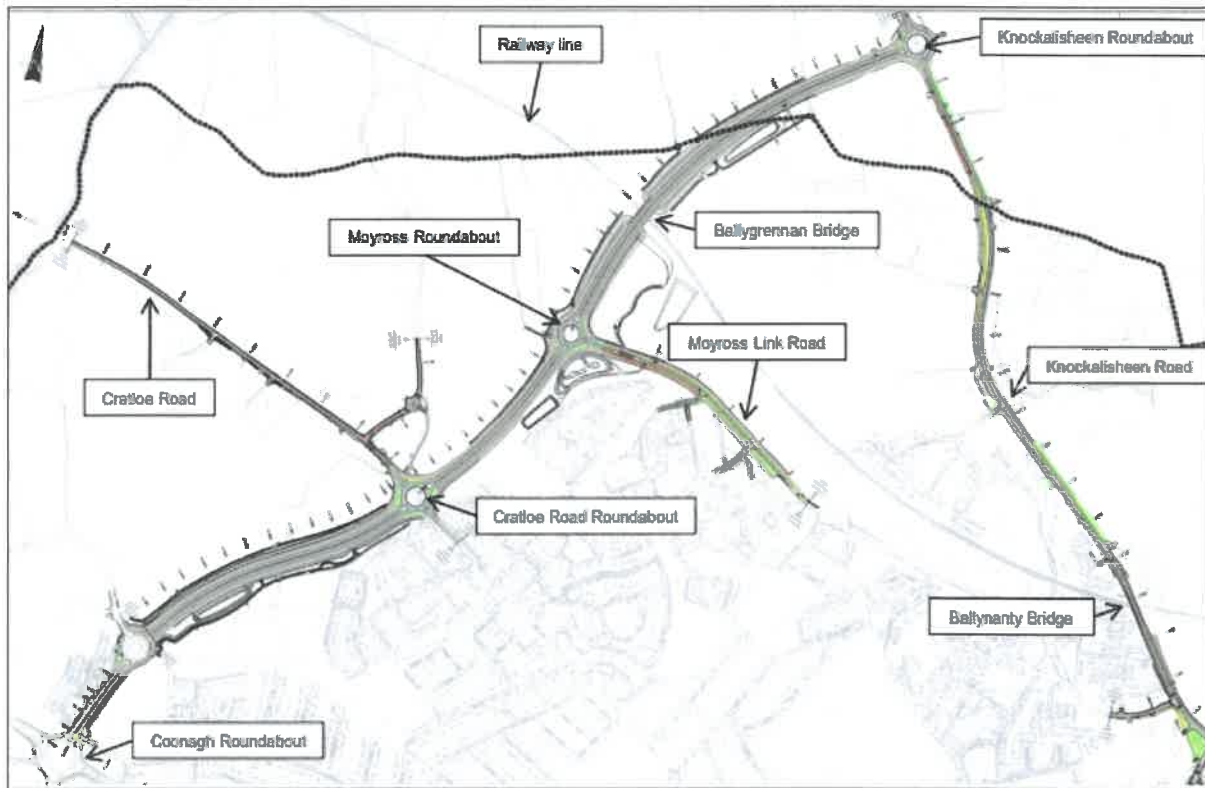 Railway line
Knockalisheen Roundabout
Moyross Roundabout
Ballygrennan Bridge
Moyross Link Road
Cratloe Road
Knockalisheen Road
Cratloe Road Roundabout
Ballynanty Bridge
Coonagh Roundabout